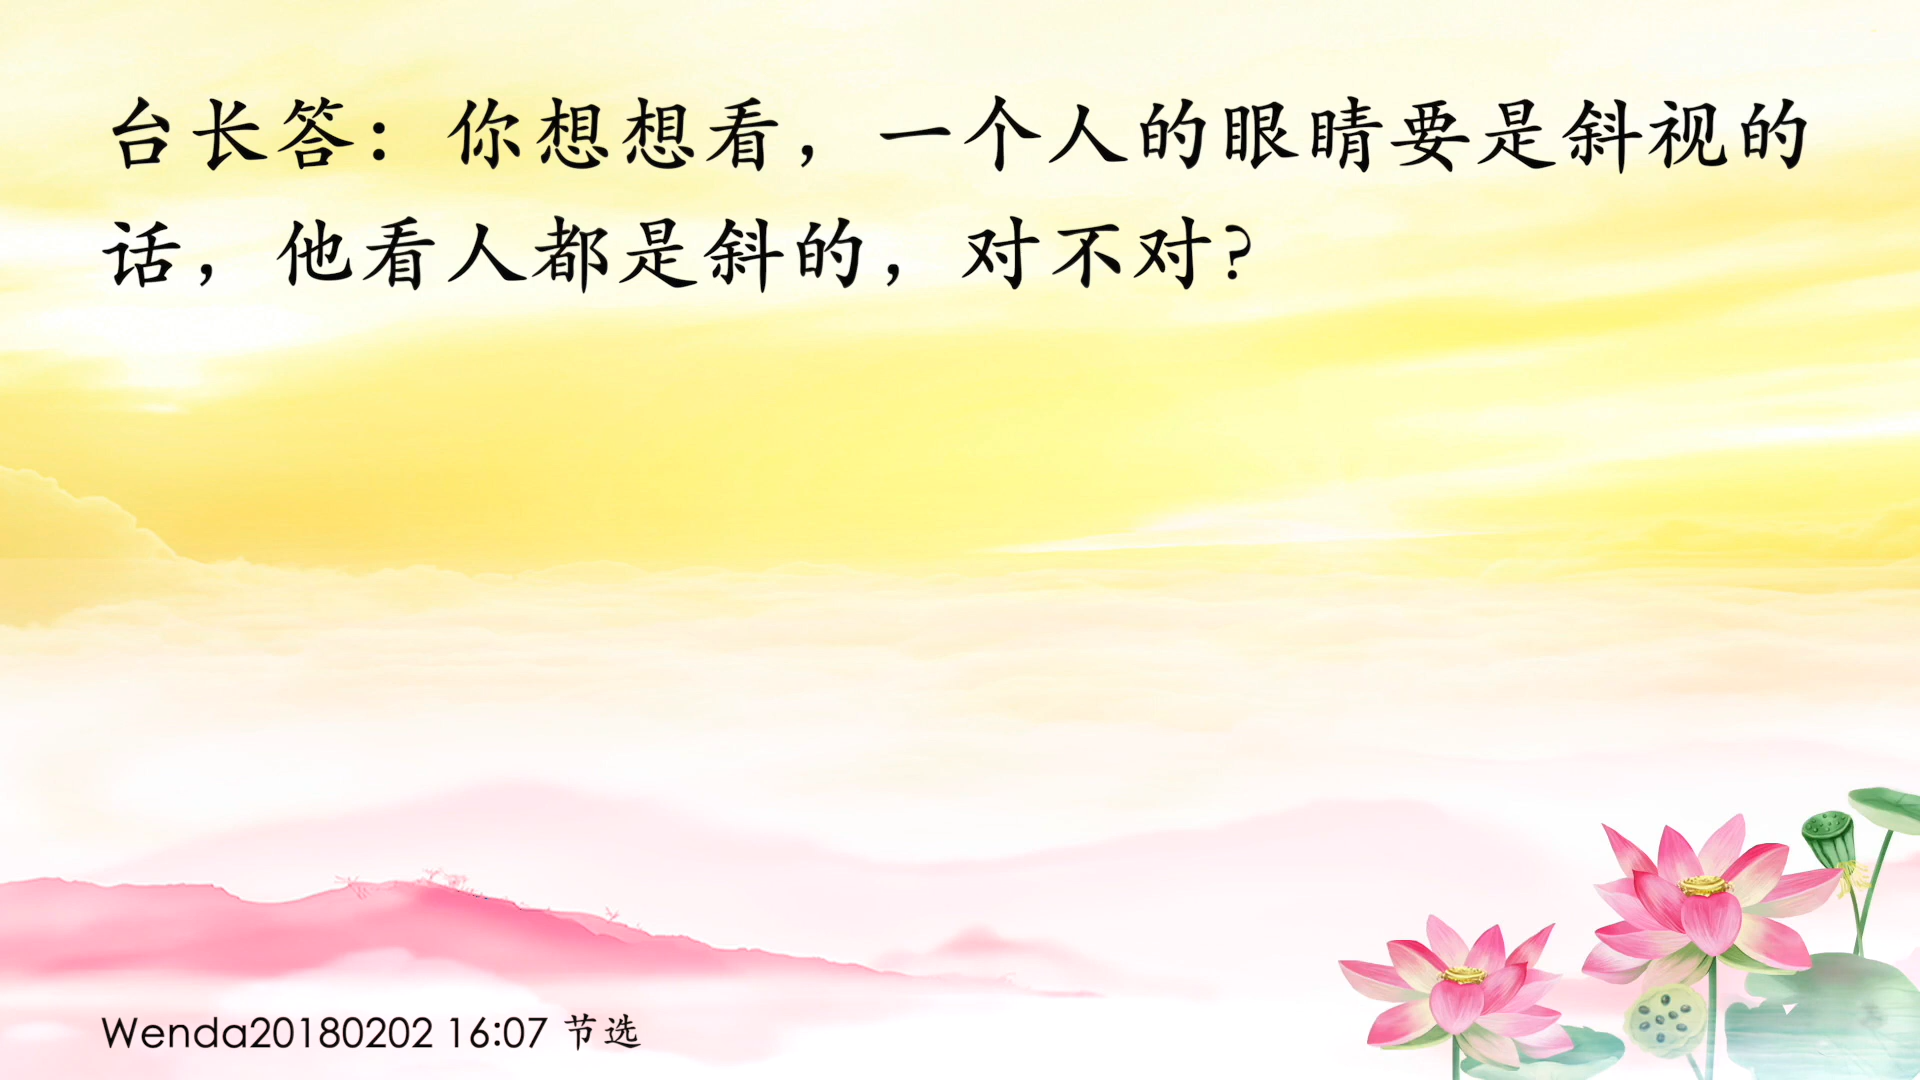 台长答：你想想看，一个人的眼睛要是斜视的
话，他看人都是斜的，对不对？
Wenda20180202 16:07 节选